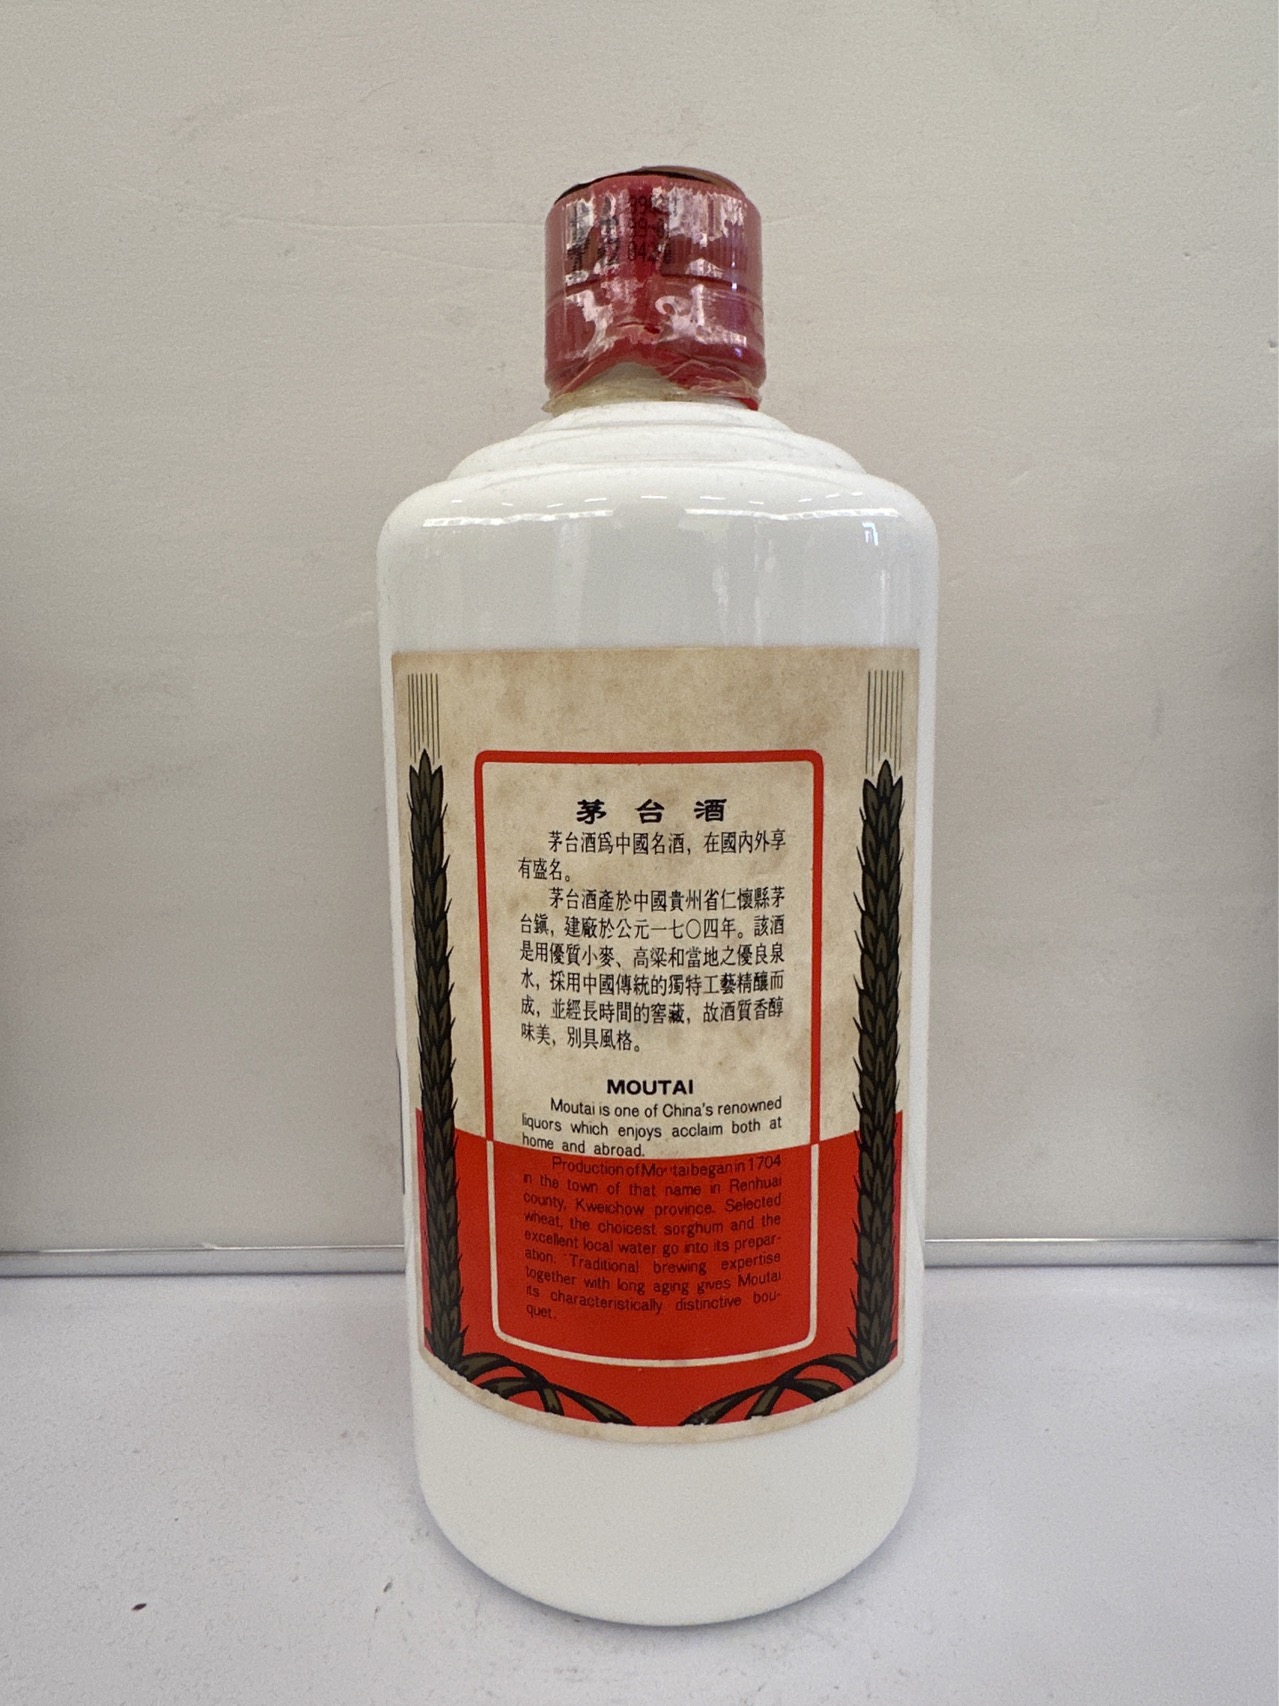 茅台酒
茅台酒爲中國名酒，在國內外享
有盛名。
茅台酒產於中國貴州省仁懷縣茅
台鎭，建廠於公元一七〇四年。該酒
是用優質小麥、高粱和當地之優良泉
水，採用中國傳統的獨特工藝精釀而
成，並經長時間的窖藏，故酒質香醇
味美，別具風格。
MOUTAI
Moutai is one of China's renowned
liquors which enjoys acclaim both at
home and abroad.
Production of Moutai began in 1704
in the town of that name in Renhuai
county, Kweichow province. Selected
wheat, the choicest sorghum and the
excellent local water go into its prepar-
ation. Traditional brewing expertise
together with long aging gives Moutai
its characteristically distinctive bou-
quet.